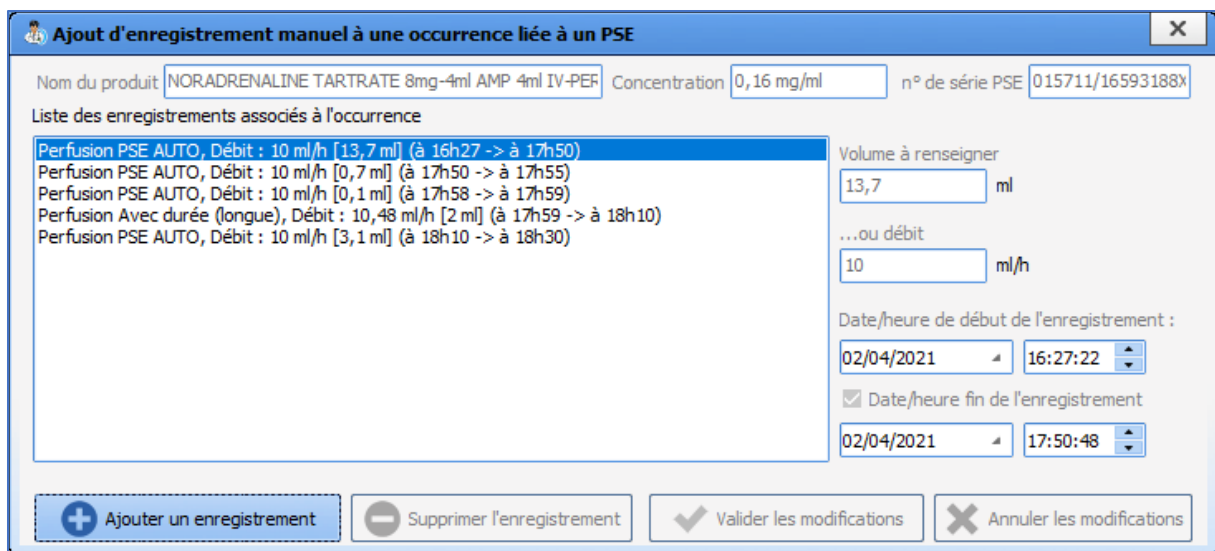 Ajout d'enregistrement manuel à une occurrence liée à un PSE
Nom du produit NORADRENALINE TARTRATE 8mg-4ml AMP 4ml IV-PER Concentration 0,16 mg/ml n° de série PSE 015711/16593188X
Liste des enregistrements associés à l'occurrence
Perfusion PSE AUTO, Débit : 10 ml/h [13,7 ml] (à 16h27 -> à 17h50)
Perfusion PSE AUTO, Débit : 10 ml/h [0,7 ml] (à 17h50 -> à 17h55)
Perfusion PSE AUTO, Débit : 10 ml/h [0,1 ml] (à 17h58 -> à 17h59)
Perfusion Avec durée (longue), Débit : 10,48 ml/h [2 ml] (à 17h59 -> à 18h10)
Perfusion PSE AUTO, Débit : 10 ml/h [3,1 ml] (à 18h10 -> à 18h30)
Volume à renseigner
13,7 ml
...ou débit
10 ml/h
Date/heure de début de l'enregistrement :
02/04/2021 16:27:22
Date/heure fin de l'enregistrement
02/04/2021 17:50:48
Ajouter un enregistrement Supprimer l'enregistrement Valider les modifications Annuler les modifications